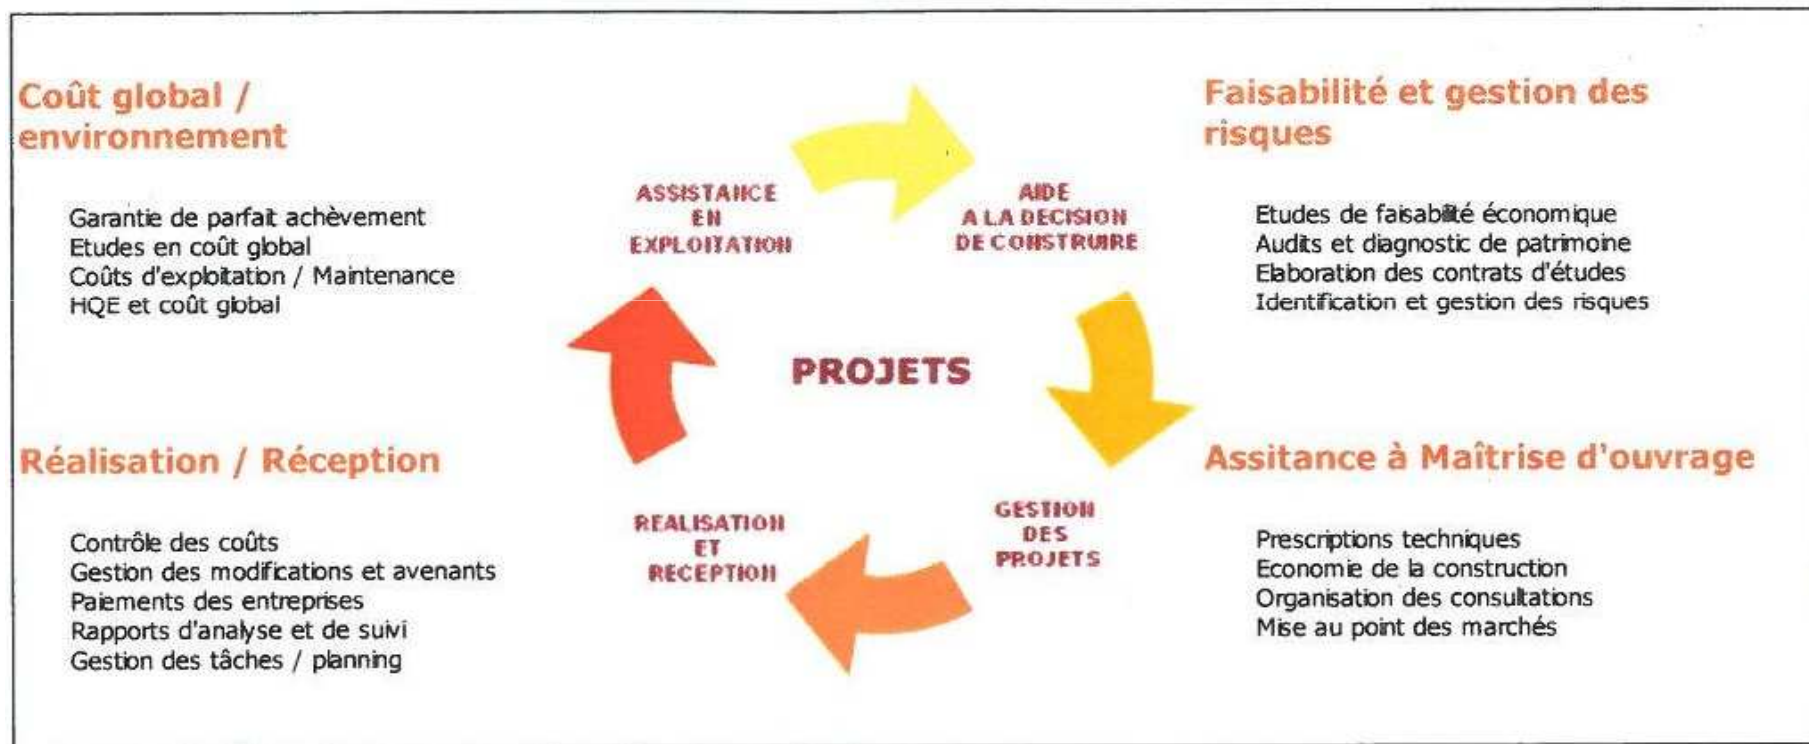 Coût global /
environnement
Garantie de parfait achèvement
Etudes en coût global
Coûts d'exploitation / Maintenance
HQE et coût global
ASSISTANCE
EN
EXPLOITATION
AIDE
A LA DECISION
DE CONSTRUIRE
Faisabilité et gestion des
risques
Etudes de faisabilité économique
Audits et diagnostic de patrimoine
Elaboration des contrats d'études
Identification et gestion des risques
PROJETS
Réalisation / Réception
Contrôle des coûts
Gestion des modifications et avenants
Paiements des entreprises
Rapports d'analyse et de suivi
Gestion des tâches / planning
REALISATION
ET
RECEPTION
GESTION
DES
PROJETS
Assitance à Maîtrise d'ouvrage
Prescriptions techniques
Economie de la construction
Organisation des consultations
Mise au point des marchés